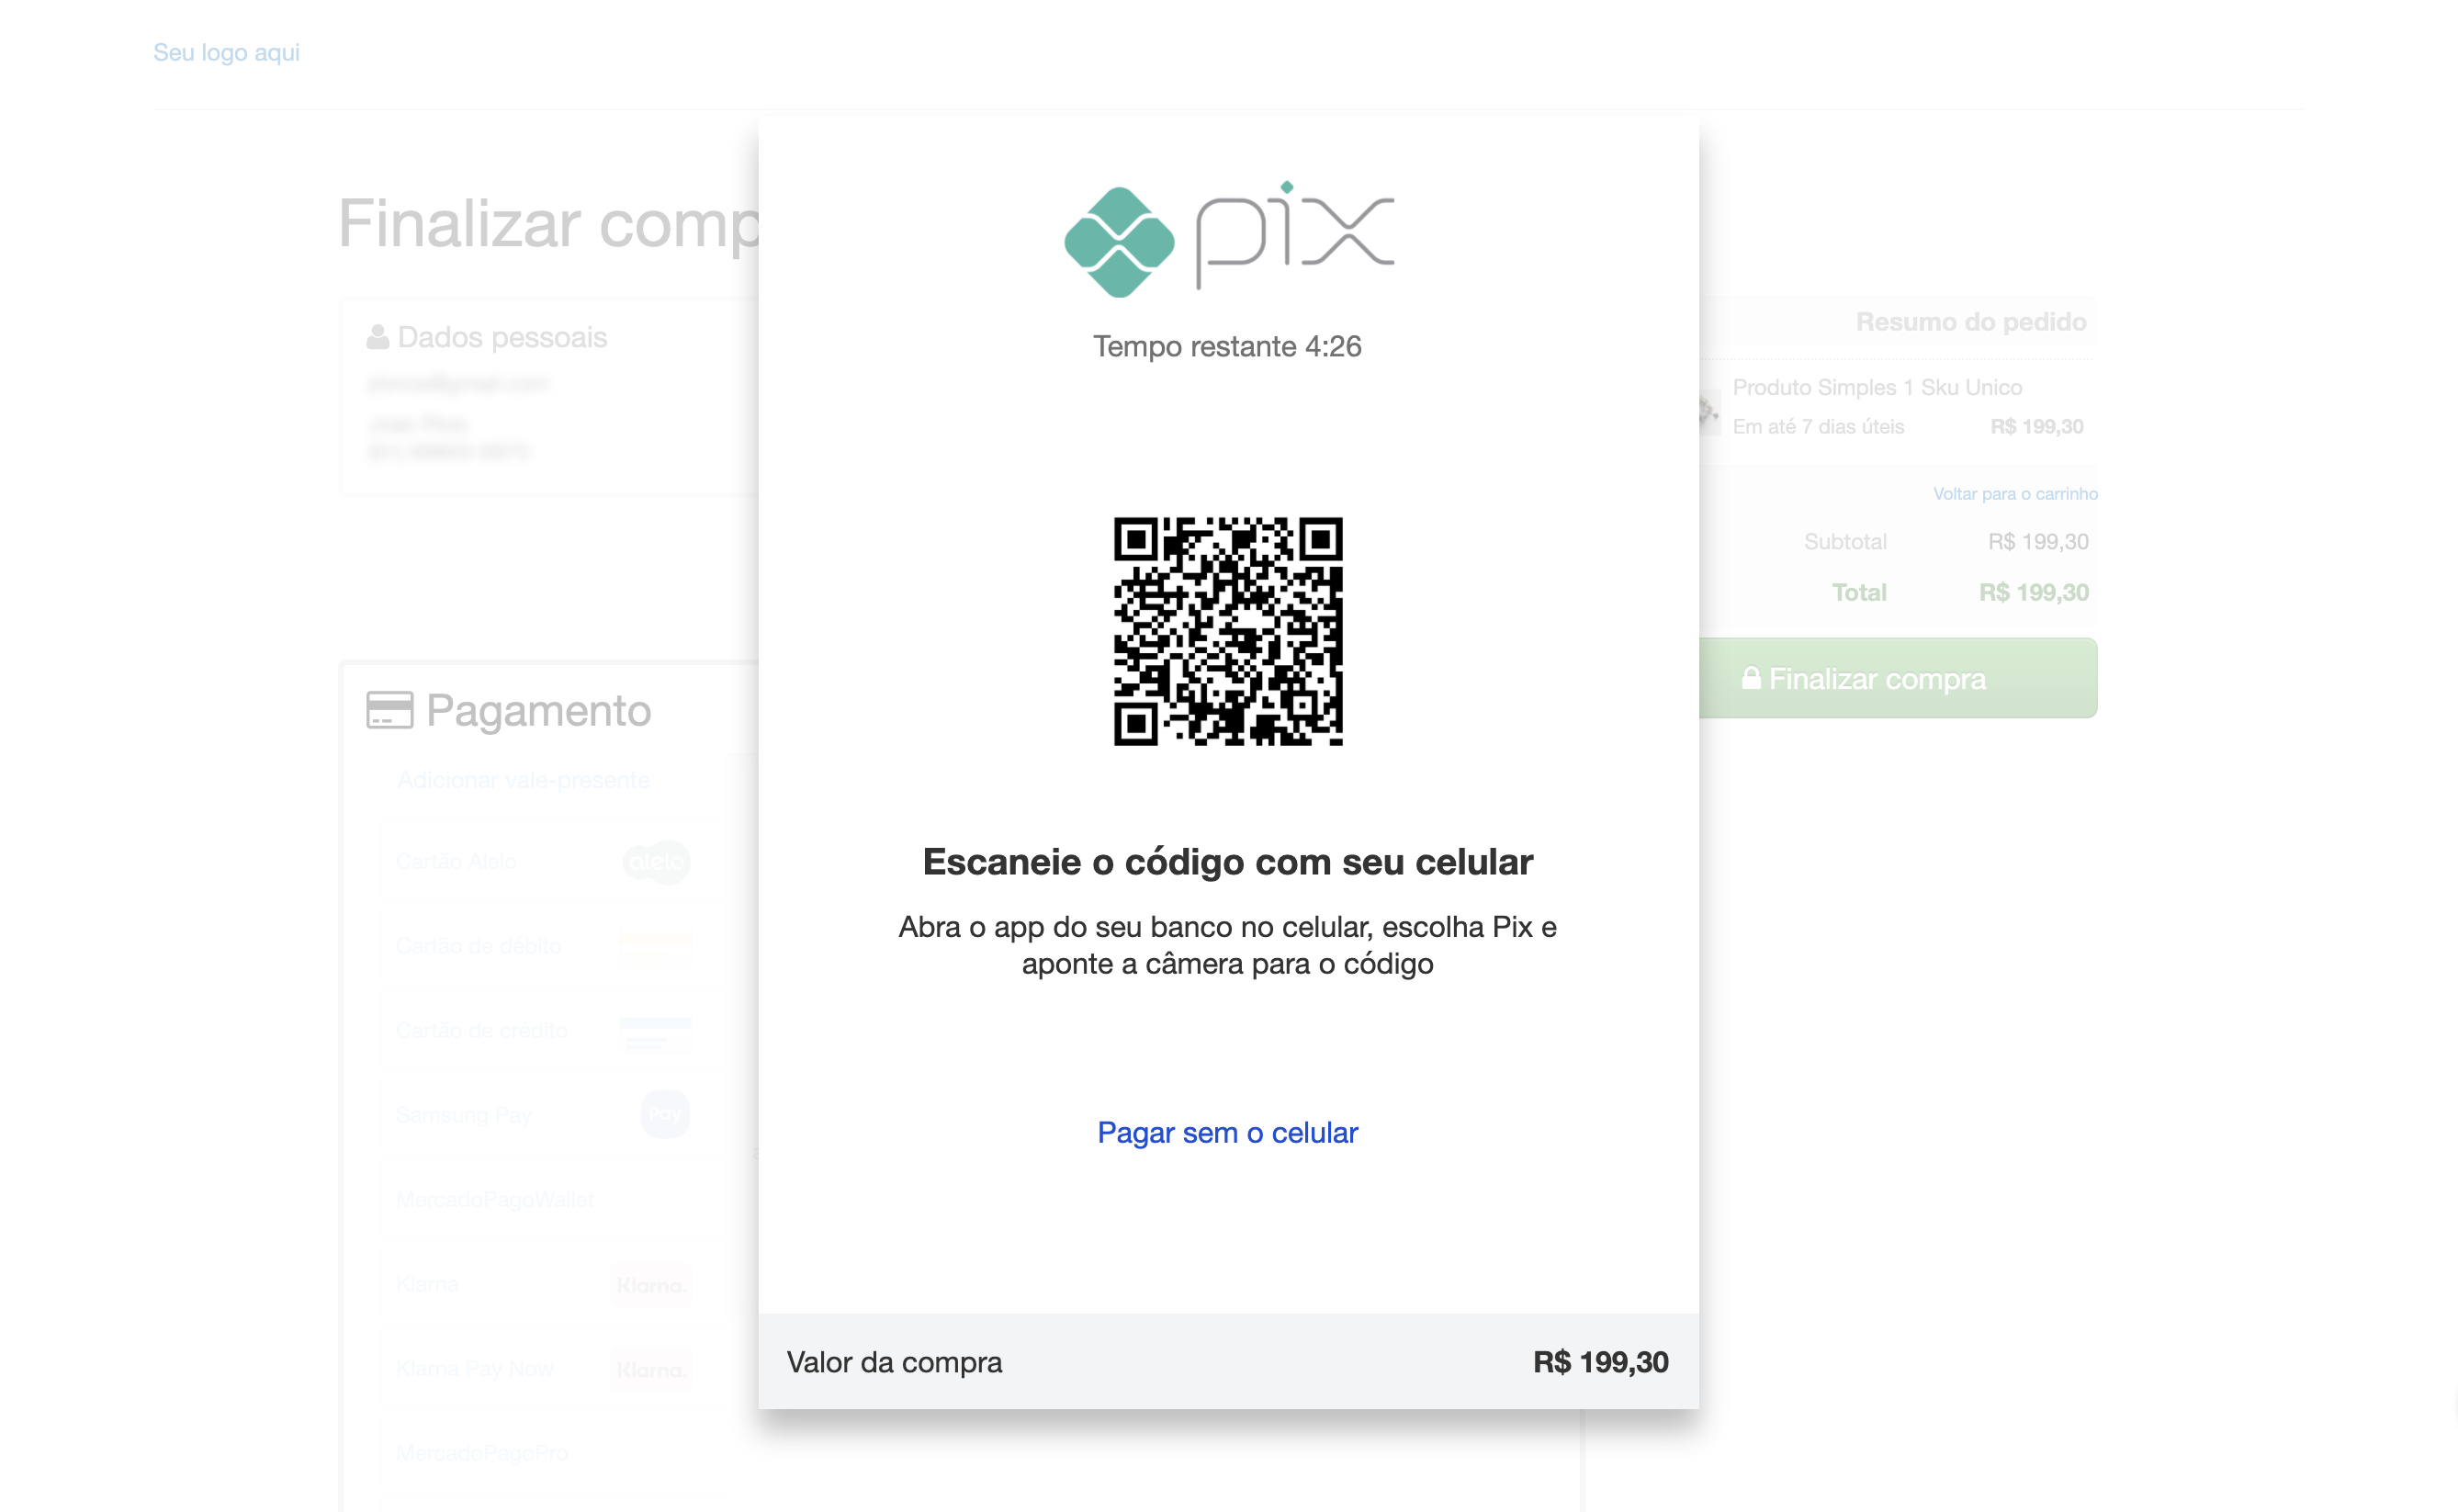 Seu logo aqui
Finalizar comp
Dados pessoais
Pagamento
Adicionar vale-presente
Cartão Alelo
alelo
Cartão de débito
Cartão de crédito
Samsung Pay
Pay
MercadoPagoWallet
Klarna
Klarna.
Klarna Pay Now
Klarna.
MercadoPagoPro
pix
Tempo restante 4:26
Escaneie o código com seu celular
Abra o app do seu banco no celular, escolha Pix e
aponte a câmera para o código
Pagar sem o celular
Valor da compra R$ 199,30
Resumo do pedido
Produto Simples 1 Sku Unico
Em até 7 dias úteis R$ 199,30
Voltar para o carrinho
Subtotal R$ 199,30
Total R$ 199,30
Finalizar compra